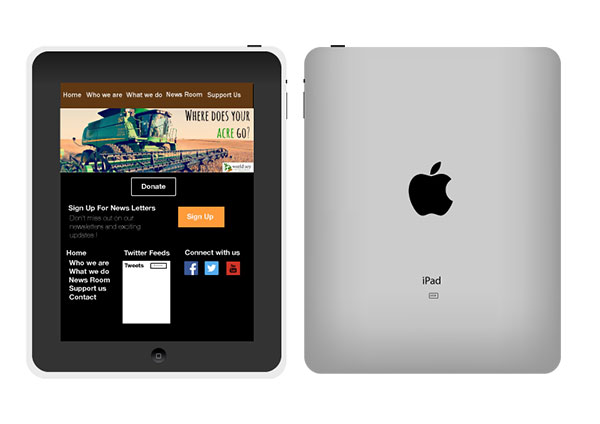 Home Who we are What we do News Room Support Us
WHERE DOES YOUR
ACRE GO?
Donate
Sign Up For News Letters
Don't miss out on our
newsletters and exciting
updates !
Sign Up
Home
Who we are
What we do
News Room
Support us
Contact
Twitter Feeds
Tweets
Connect with us
You
iPad